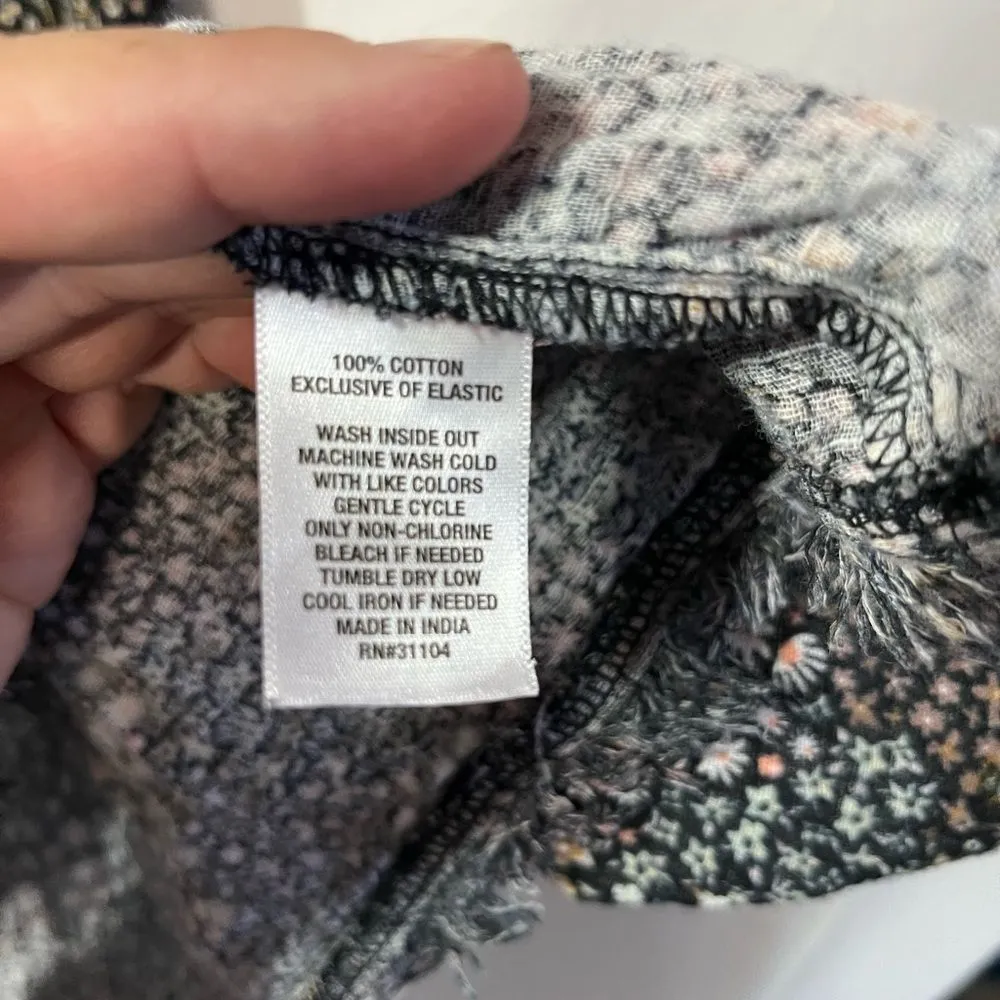 100% COTTON
EXCLUSIVE OF ELASTIC
WASH INSIDE OUT
MACHINE WASH COLD
WITH LIKE COLORS
GENTLE CYCLE
ONLY NON-CHLORINE
BLEACH IF NEEDED
TUMBLE DRY LOW
COOL IRON IF NEEDED
MADE IN INDIA
RN#31104